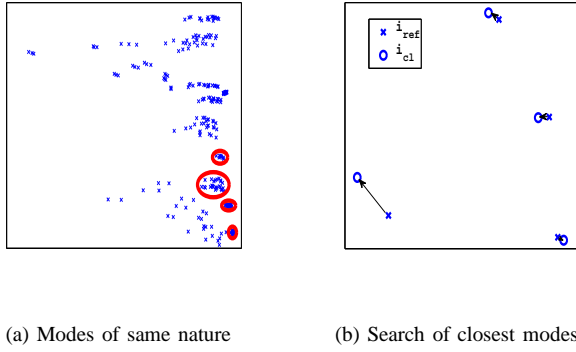 i_ref
i_cl
(a) Modes of same nature
(b) Search of closest modes